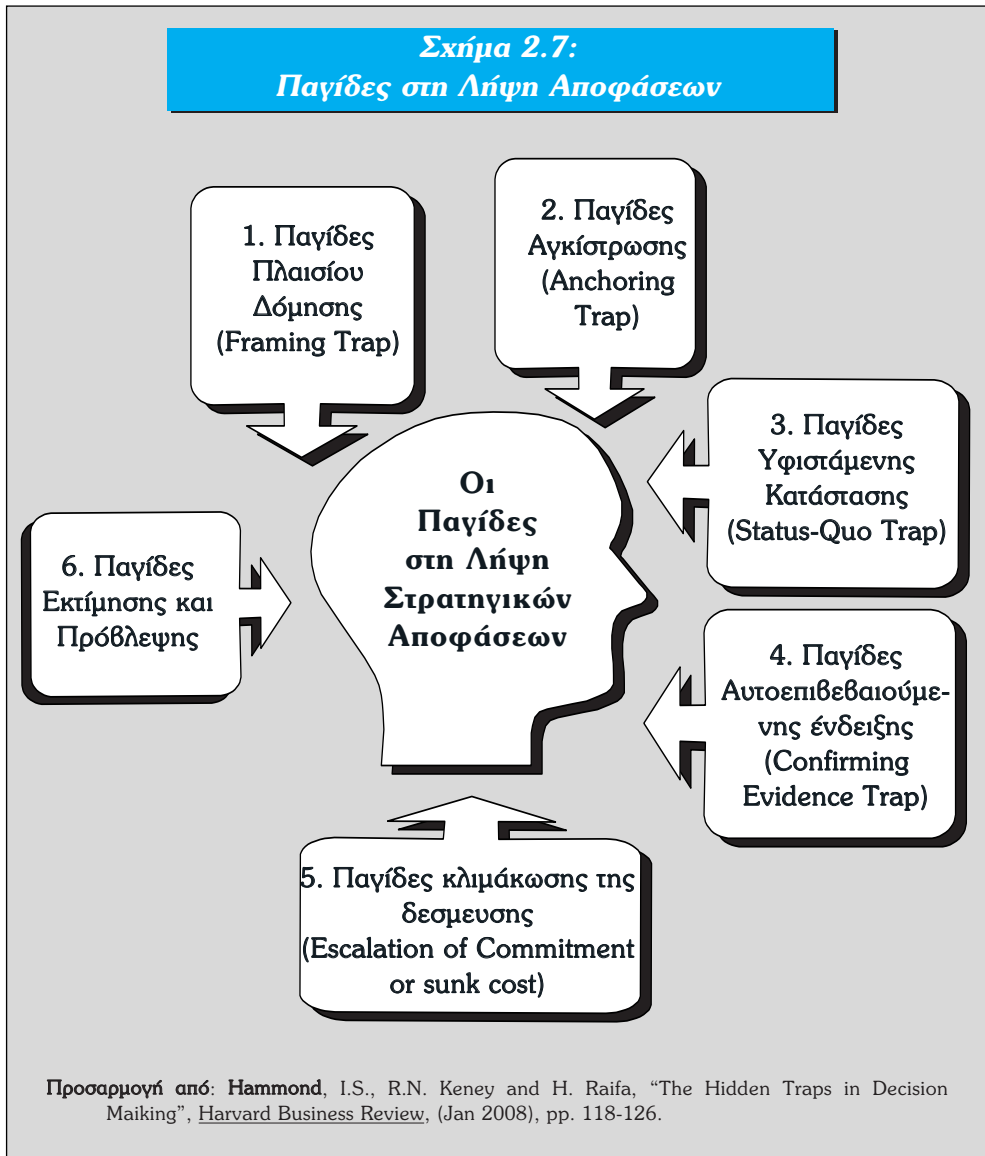 Σχήμα 2.7:
Παγίδες στη Λήψη Αποφάσεων
1. Παγίδες
Πλαισίου
Δόμησης
(Framing Trap)
2. Παγίδες
Αγκίστρωσης
(Anchoring
Trap)
3. Παγίδες
Υφιστάμενης
Κατάστασης
(Status-Quo Trap)
4. Παγίδες
Αυτοεπιβεβαιούμε-
νης ένδειξης
(Confirming
Evidence Trap)
5. Παγίδες κλιμάκωσης της
δεσμευσης
(Escalation of Commitment
or sunk cost)
6. Παγίδες
Εκτίμησης και
Πρόβλεψης
Οι
Παγίδες
στη Λήψη
Στρατηγικών
Αποφάσεων
Προσαρμογή από: Hammond, I.S., R.N. Keney and H. Raifa, “The Hidden Traps in Decision
Maiking”, Harvard Business Review, (Jan 2008), pp. 118-126.